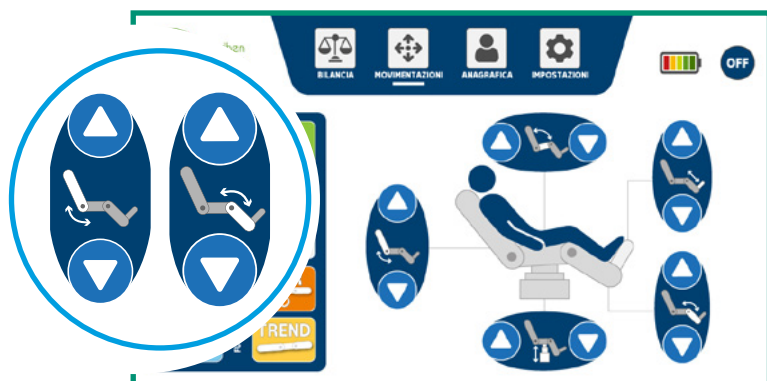 BILANCIA
MOVIMENTAZIONI
ANAGRAFICA
IMPOSTAZIONI
OFF
TREND